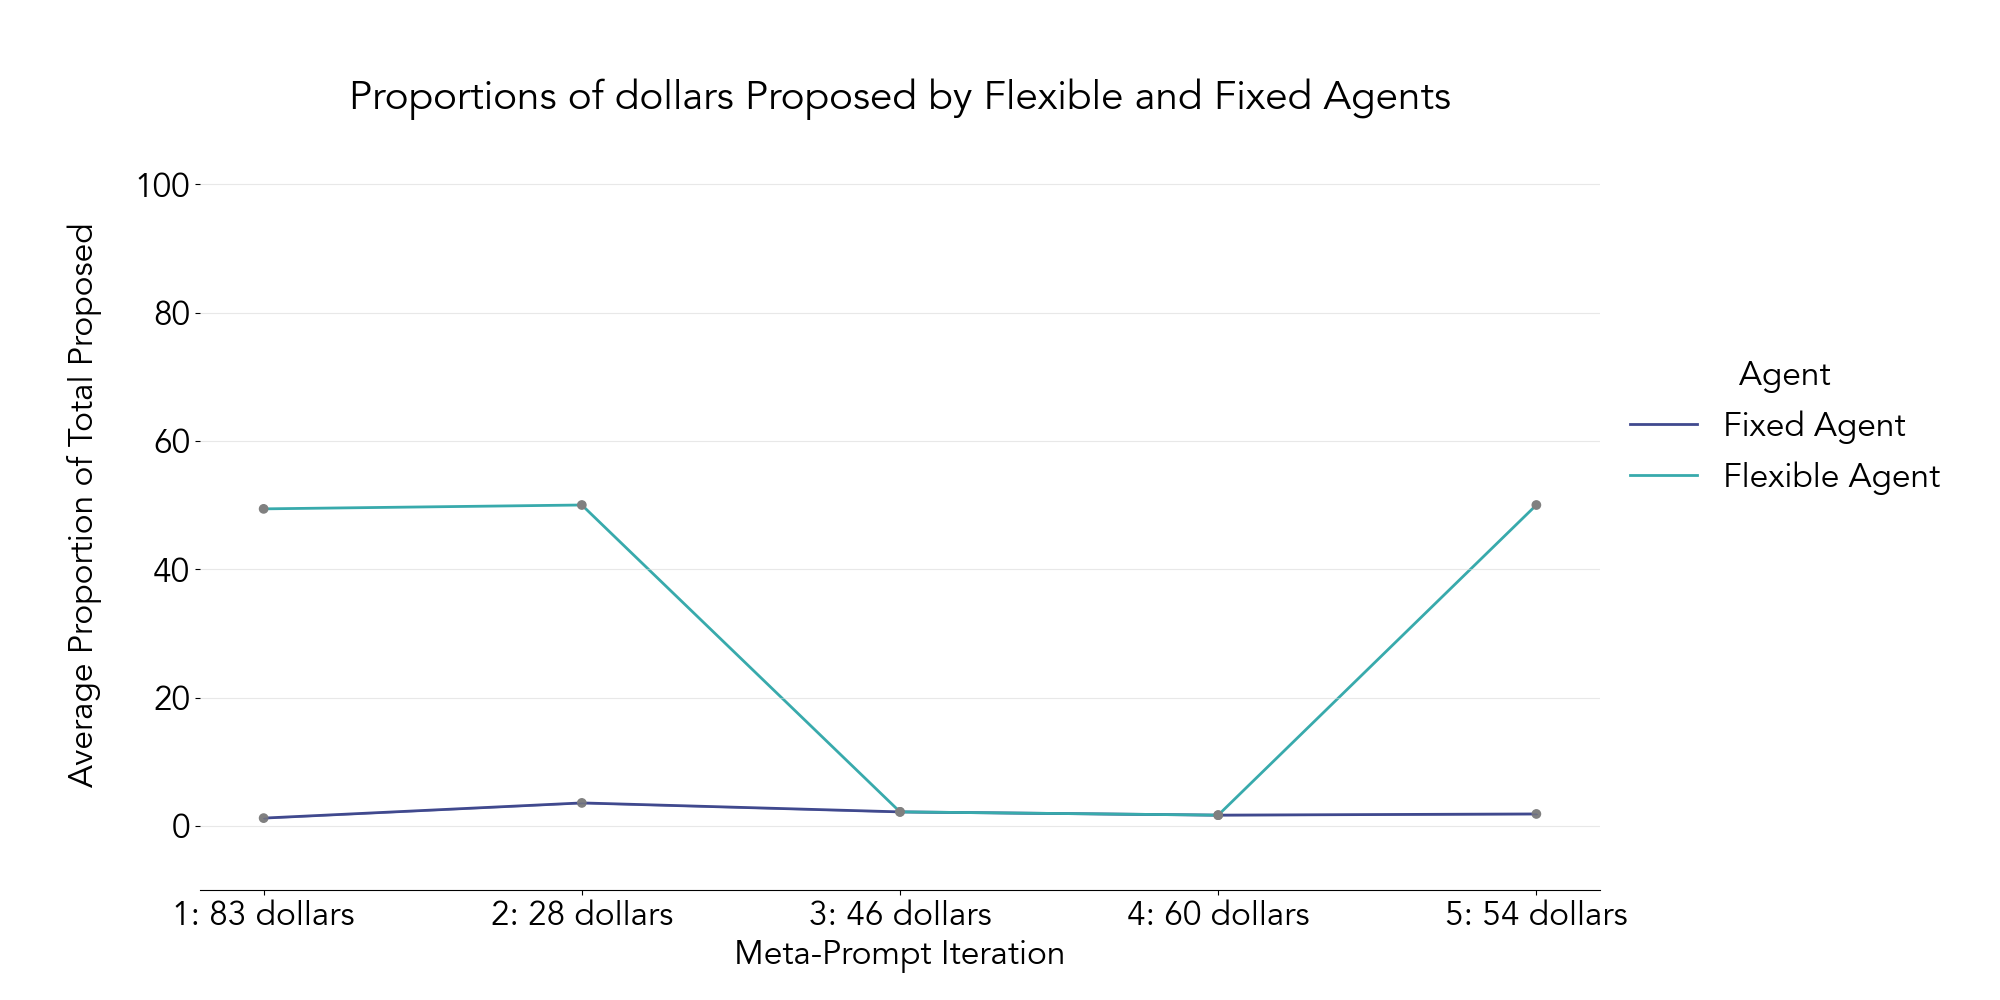 Proportions of dollars Proposed by Flexible and Fixed Agents
Average Proportion of Total Proposed
100
80
60
40
20
0
1: 83 dollars
2: 28 dollars
3: 46 dollars
4: 60 dollars
5: 54 dollars
Meta-Prompt Iteration
Agent
Fixed Agent
Flexible Agent